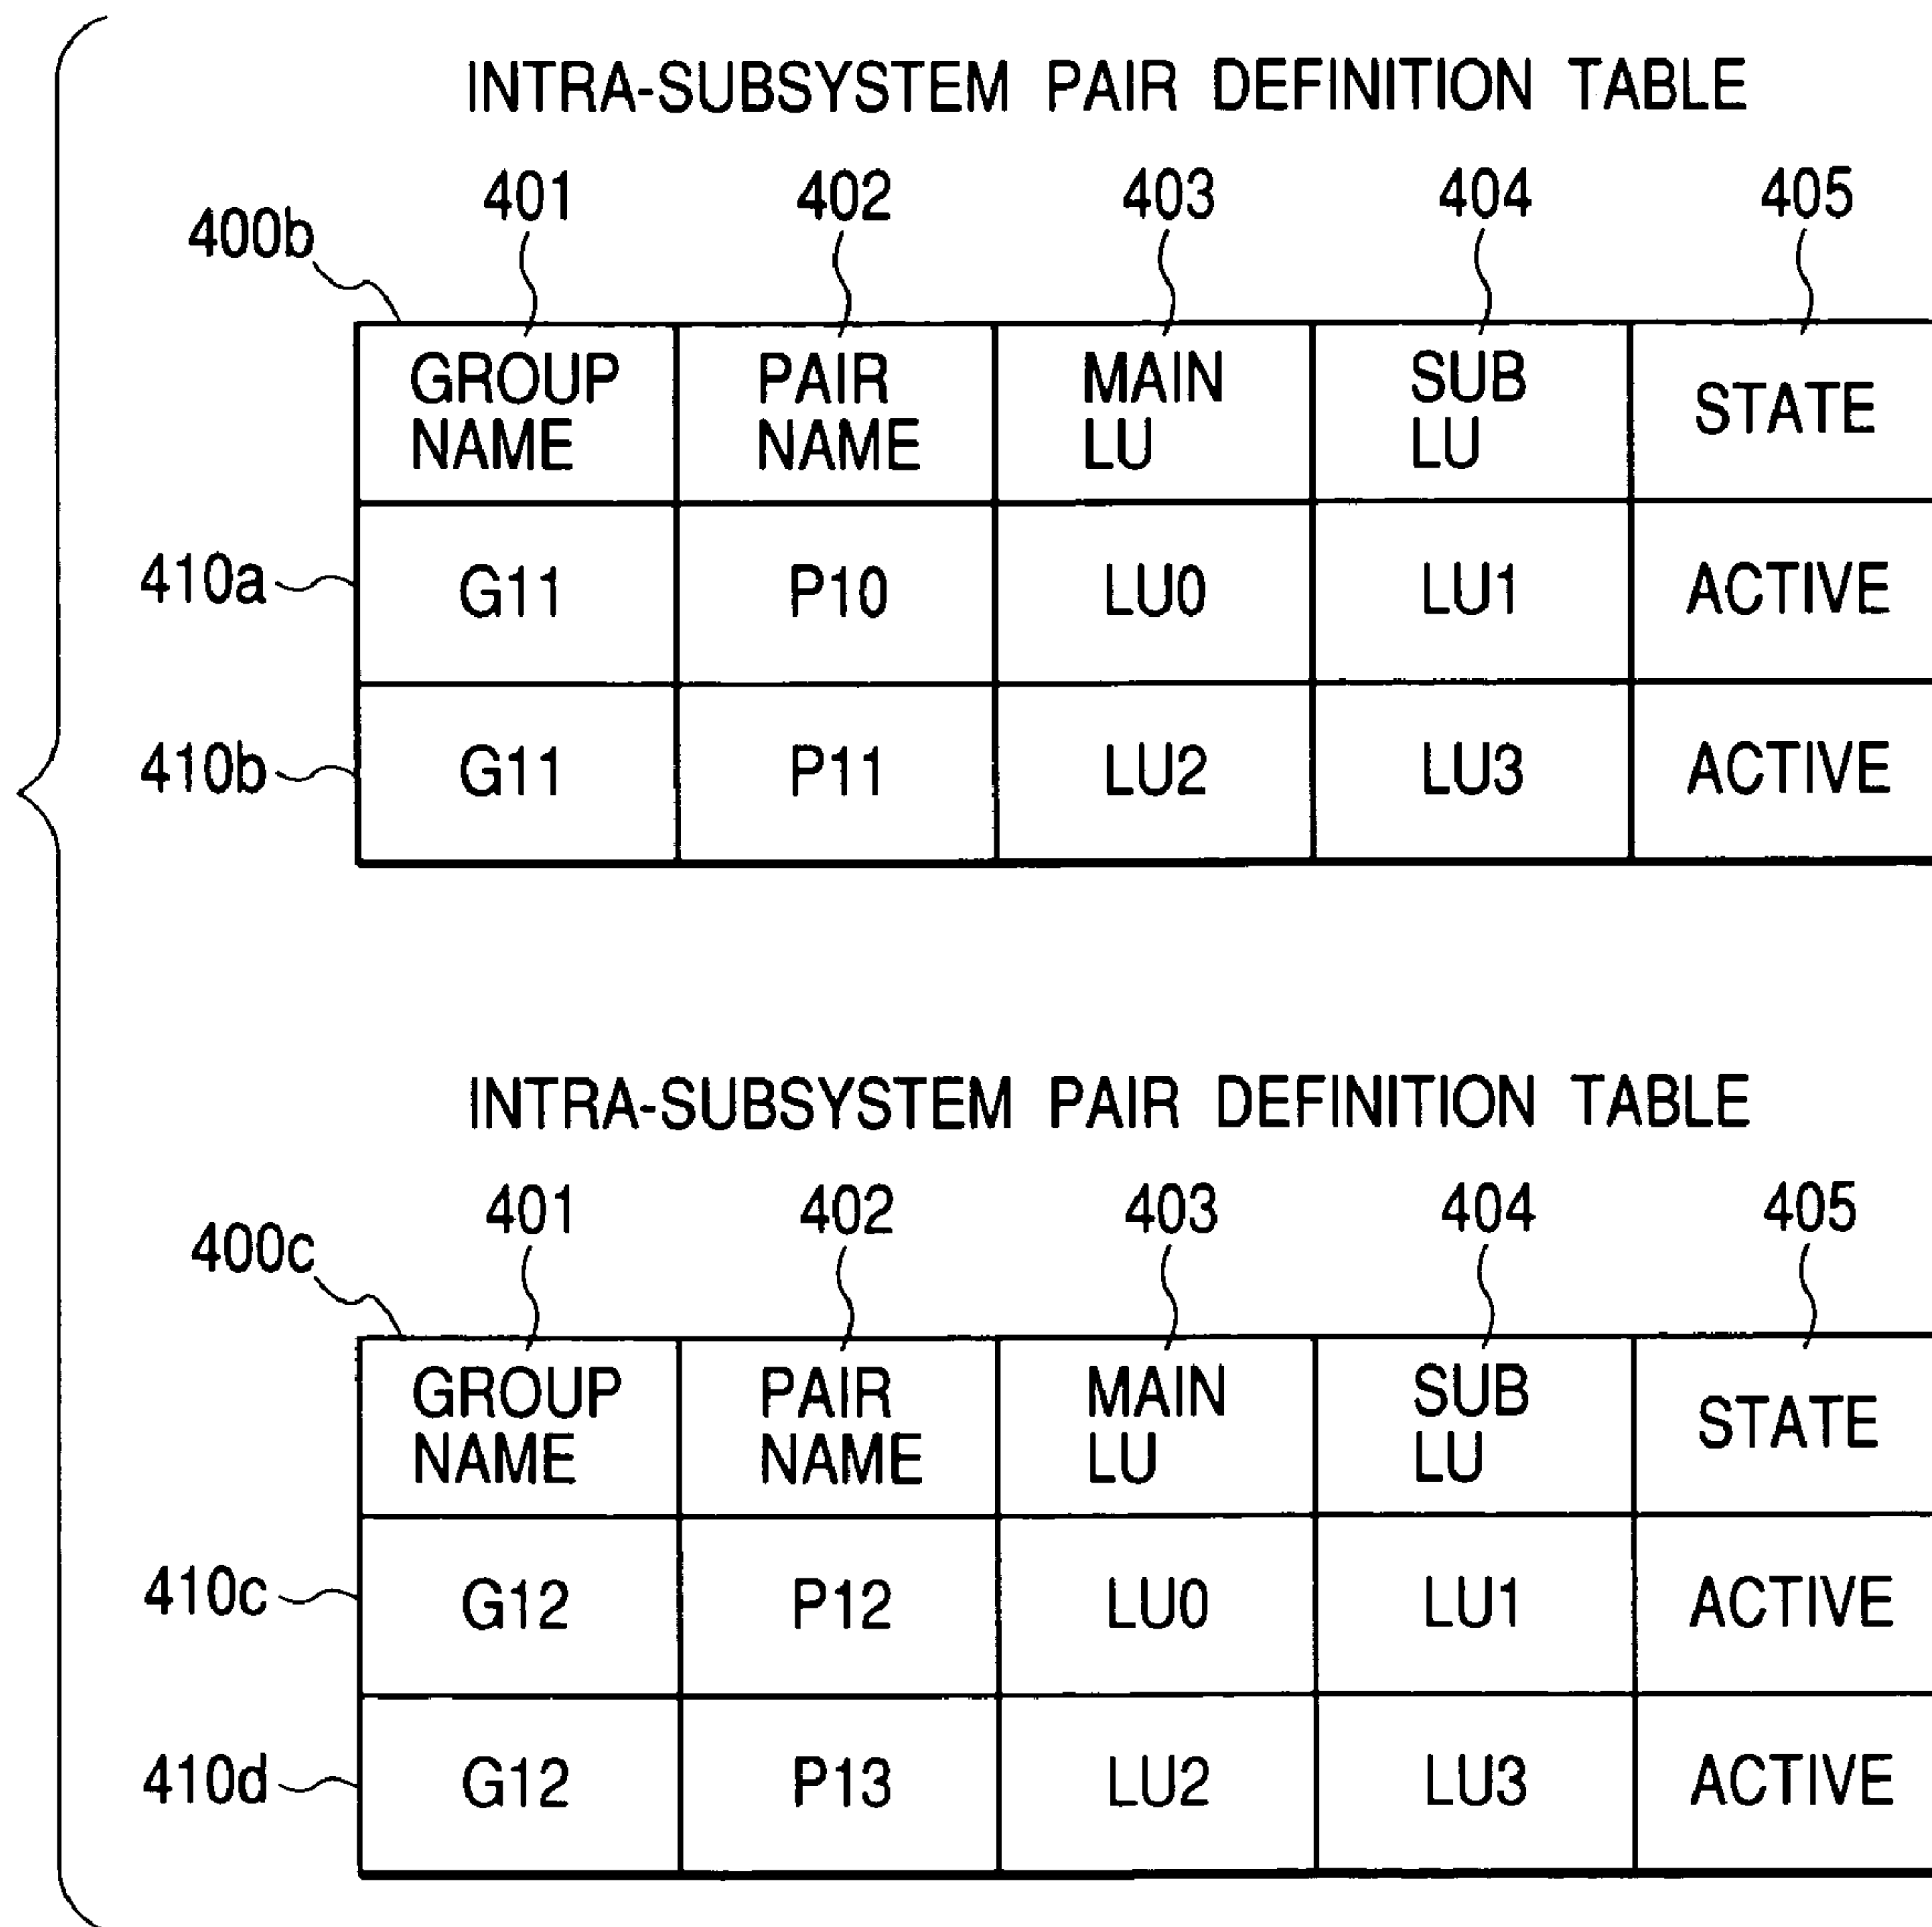 INTRA-SUBSYSTEM PAIR DEFINITION TABLE
401 402 403 404 405
400b
GROUP NAME PAIR NAME MAIN LU SUB LU STATE
410a G11 P10 LU0 LU1 ACTIVE
410b G11 P11 LU2 LU3 ACTIVE
INTRA-SUBSYSTEM PAIR DEFINITION TABLE
401 402 403 404 405
400c
GROUP NAME PAIR NAME MAIN LU SUB LU STATE
410c G12 P12 LU0 LU1 ACTIVE
410d G12 P13 LU2 LU3 ACTIVE